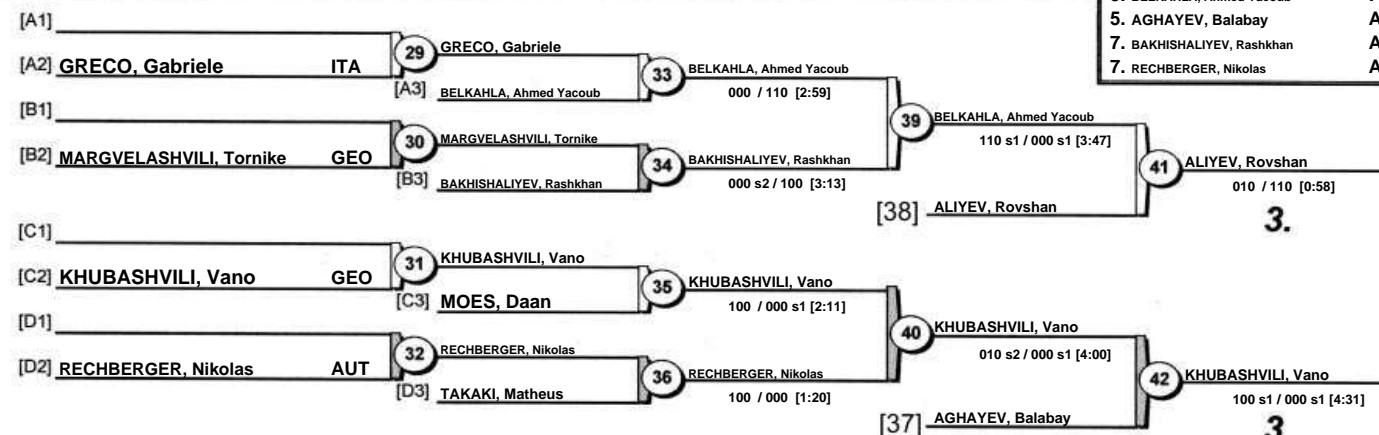 5. AGHAYEV, Balabay A
7. BAKHISHALIYEV, Rashkhan A
7. RECHBERGER, Nikolas A
[A1]
[A2] GRECO, Gabriele ITA
29
GRECO, Gabriele
[A3] BELKAHLA, Ahmed Yacoub
33
BELKAHLA, Ahmed Yacoub
000 / 110 [2:59]
[B1]
[B2] MARGVELASHVILI, Tornike GEO
30
MARGVELASHVILI, Tornike
[B3] BAKHISHALIYEV, Rashkhan
34
BAKHISHALIYEV, Rashkhan
000 s2 / 100 [3:13]
39
BELKAHLA, Ahmed Yacoub
110 s1 / 000 s1 [3:47]
[38] ALIYEV, Rovshan
41
ALIYEV, Rovshan
010 / 110 [0:58]
3.
[C1]
[C2] KHUBASHVILI, Vano GEO
31
KHUBASHVILI, Vano
[C3] MOES, Daan
35
KHUBASHVILI, Vano
100 / 000 s1 [2:11]
[D1]
[D2] RECHBERGER, Nikolas AUT
32
RECHBERGER, Nikolas
[D3] TAKAKI, Matheus
36
RECHBERGER, Nikolas
100 / 000 [1:20]
40
KHUBASHVILI, Vano
010 s2 / 000 s1 [4:00]
[37] AGHAYEV, Balabay
42
KHUBASHVILI, Vano
100 s1 / 000 s1 [4:31]
3